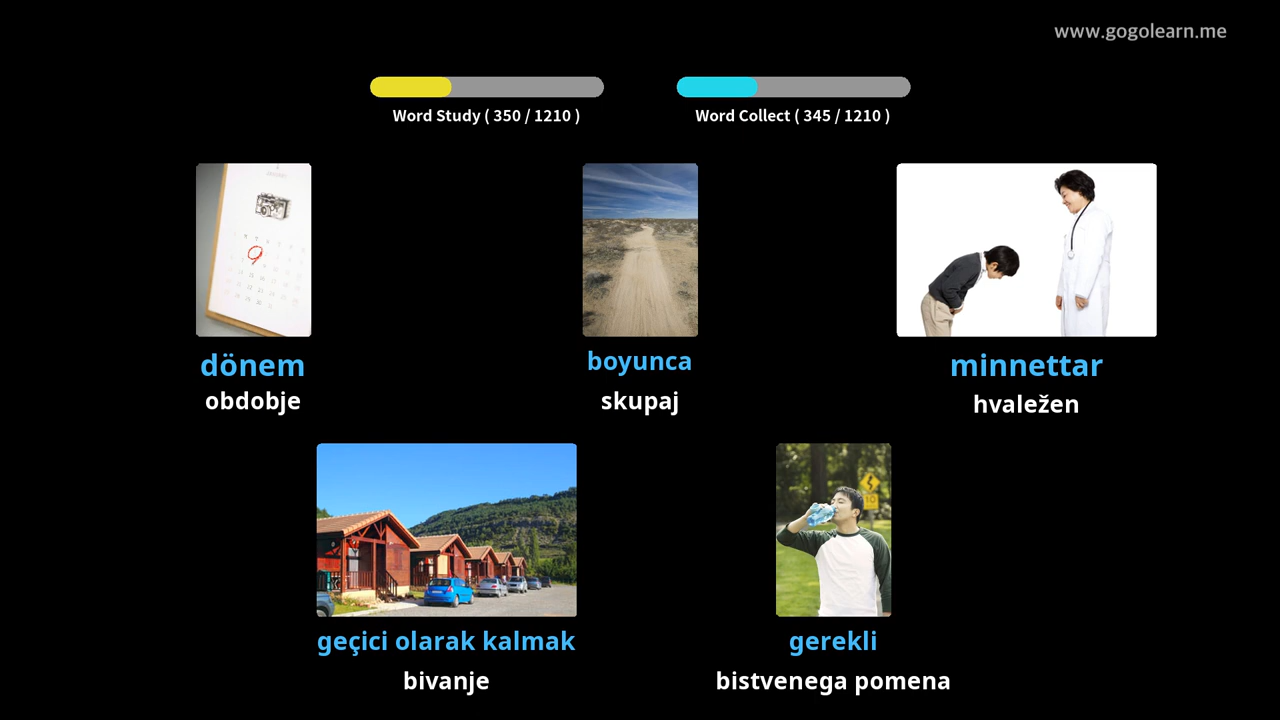 www.gogolearn.me
Word Study ( 350 / 1210 )
Word Collect ( 345 / 1210 )
dönem
obdobje
boyunca
skupaj
minnettar
hvaležen
geçici olarak kalmak
bivanje
gerekli
bistvenega pomena